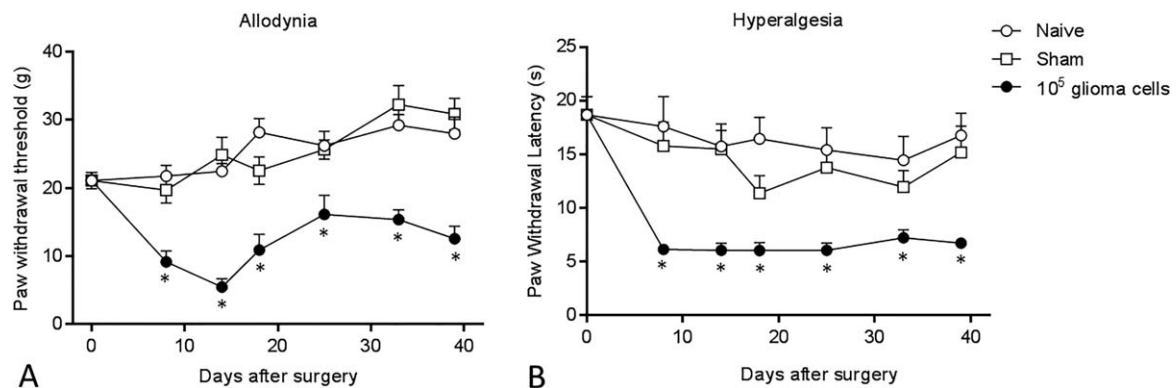 Allodynia
Paw withdrawal threshold (g)
40
30
20
10
0
0 10 20 30 40
Days after surgery
A
Hyperalgesia
Paw Withdrawal Latency (s)
25
20
15
10
5
0
0 10 20 30 40
Days after surgery
B
Naive
Sham
10⁵ glioma cells
* * * * * *
* * * * * *